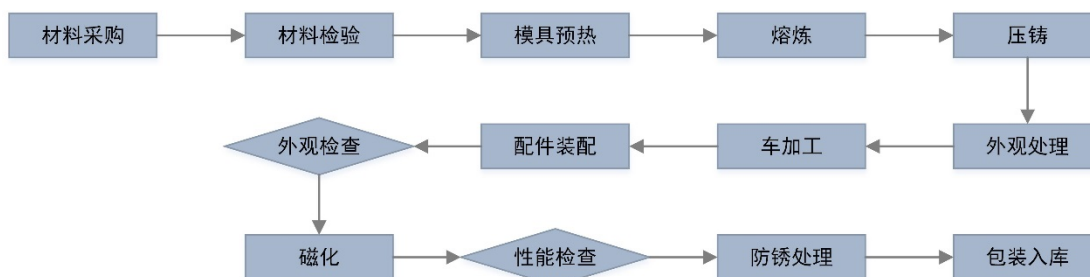 材料采购
材料检验
模具预热
熔炼
压铸
外观处理
车加工
配件装配
外观检查
磁化
性能检查
防锈处理
包装入库